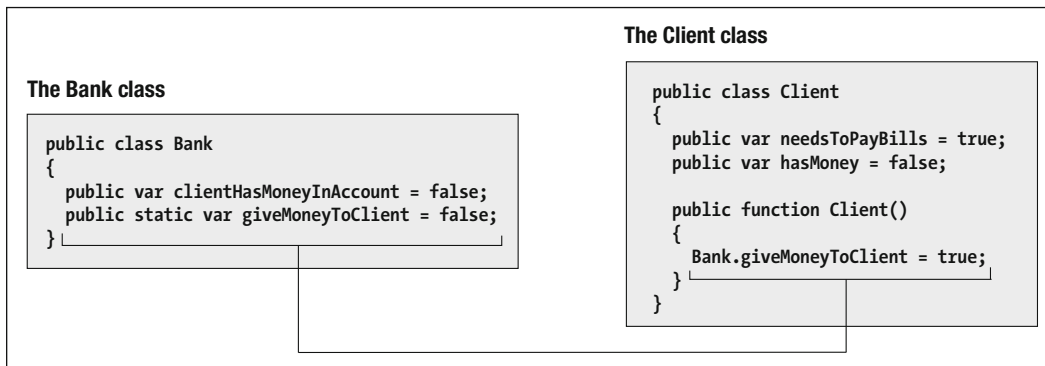 The Bank class
public class Bank
{
public var clientHasMoneyInAccount = false;
public static var giveMoneyToClient = false;
}
The Client class
public class Client
{
public var needsToPayBills = true;
public var hasMoney = false;
public function Client()
{
Bank.giveMoneyToClient = true;
}
}